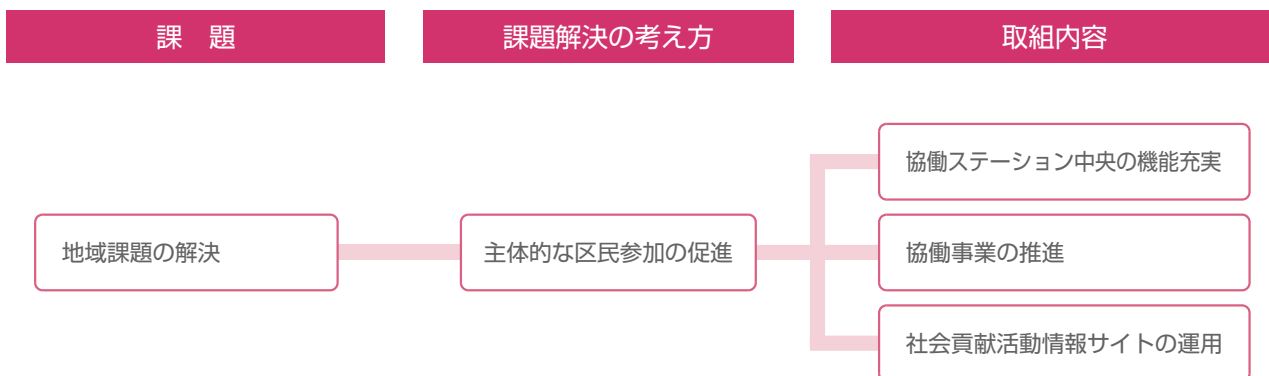 課　題
課題解決の考え方
取組内容
協働ステーション中央の機能充実
地域課題の解決
主体的な区民参加の促進
協働事業の推進
社会貢献活動情報サイトの運用